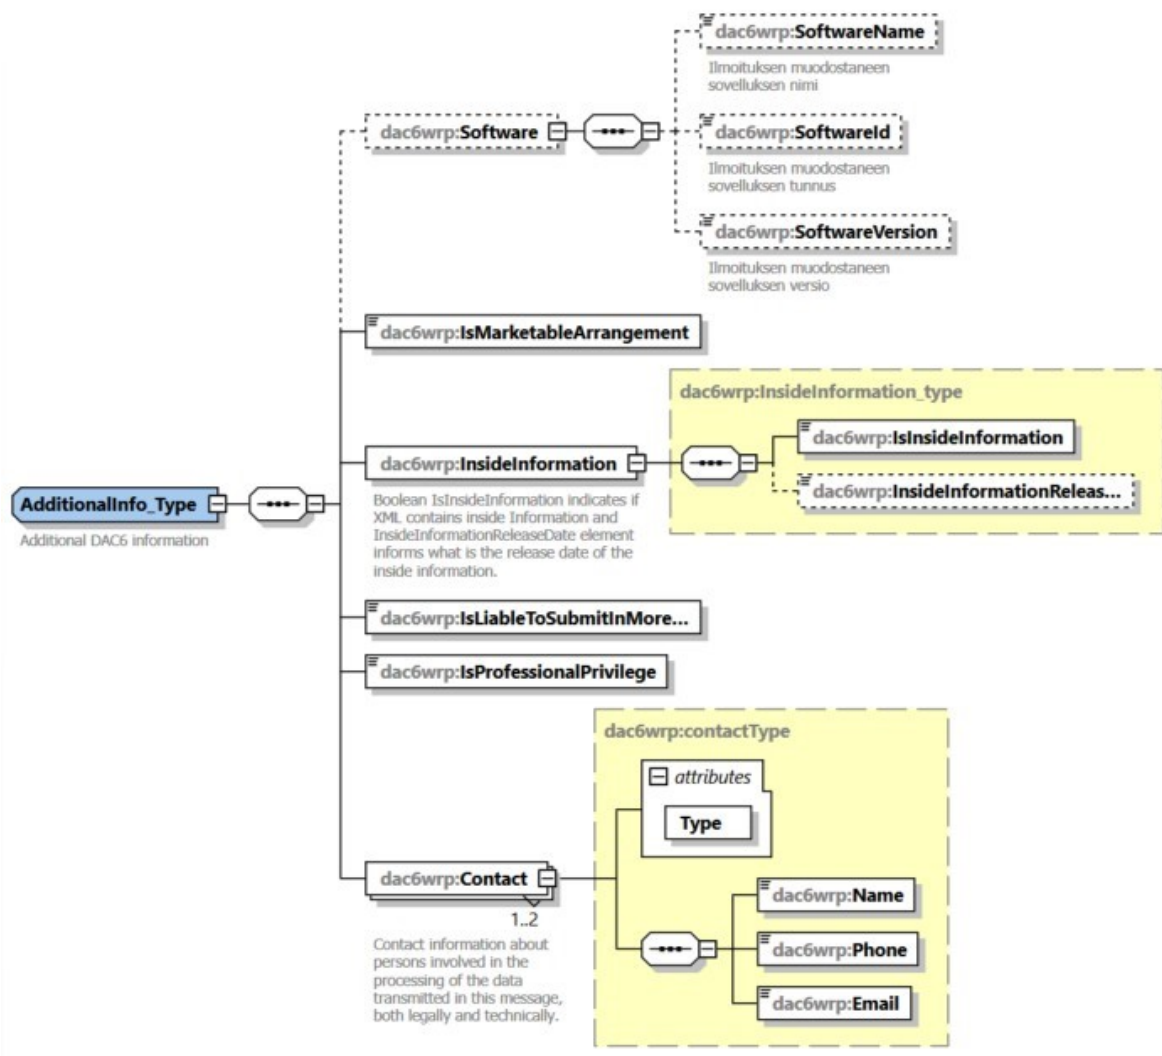 dac6wrp:SoftwareName
Ilmoituksen muodostaneen
sovelluksen nimi
dac6wrp:Software
dac6wrp:SoftwareId
Ilmoituksen muodostaneen
sovelluksen tunnus
dac6wrp:SoftwareVersion
Ilmoituksen muodostaneen
sovelluksen versio
dac6wrp:IsMarketableArrangement
dac6wrp:InsideInformation_type
dac6wrp:IsInsideInformation
dac6wrp:InsideInformation
dac6wrp:InsideInformationReleas...
Boolean IsInsideInformation indicates if
XML contains inside Information and
InsideInformationReleaseDate element
informs what is the release date of the
inside information.
AdditionalInfo_Type
Additional DAC6 information
dac6wrp:IsLiableToSubmitInMore...
dac6wrp:IsProfessionalPrivilege
dac6wrp:contactType
attributes
Type
dac6wrp:Contact
1..2
Contact information about
persons involved in the
processing of the data
transmitted in this message,
both legally and technically.
dac6wrp:Name
dac6wrp:Phone
dac6wrp:Email